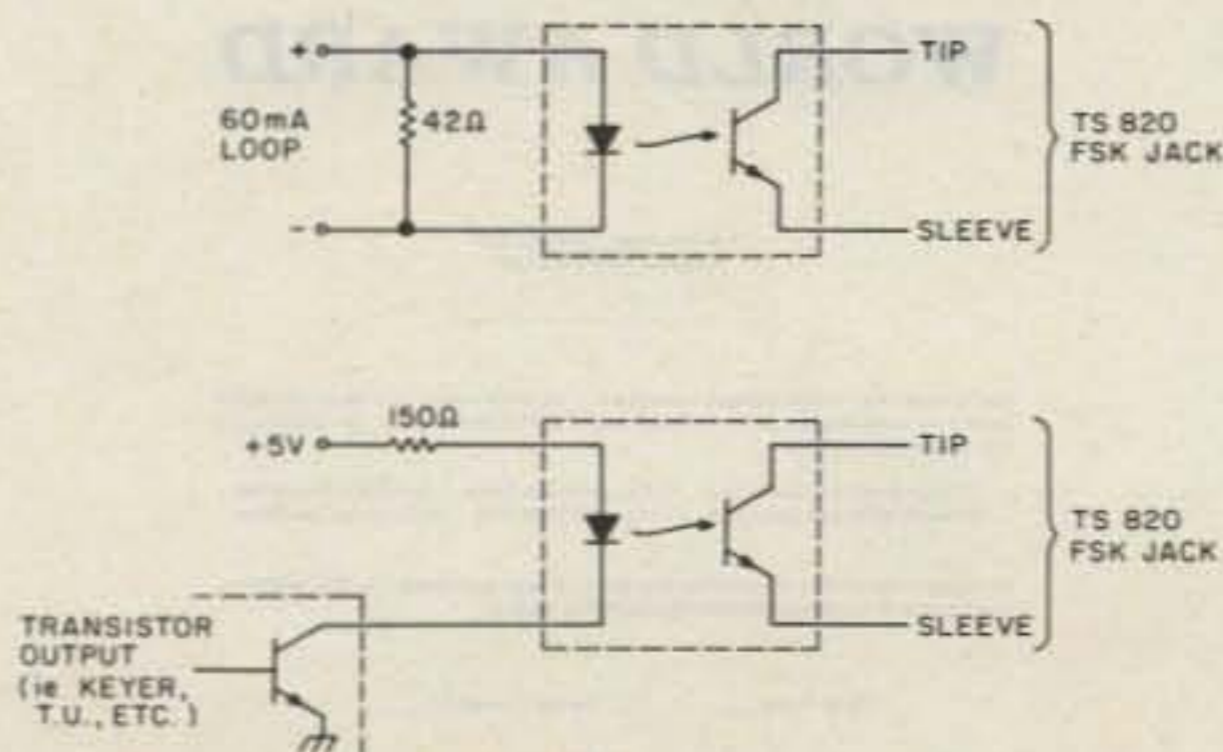 +
60mA
LOOP
42Ω
-
TIP
SLEEVE
TS 820
FSK JACK
+5V
150Ω
TRANSISTOR
OUTPUT
(ie KEYER,
T.U., ETC.)
TIP
SLEEVE
TS 820
FSK JACK